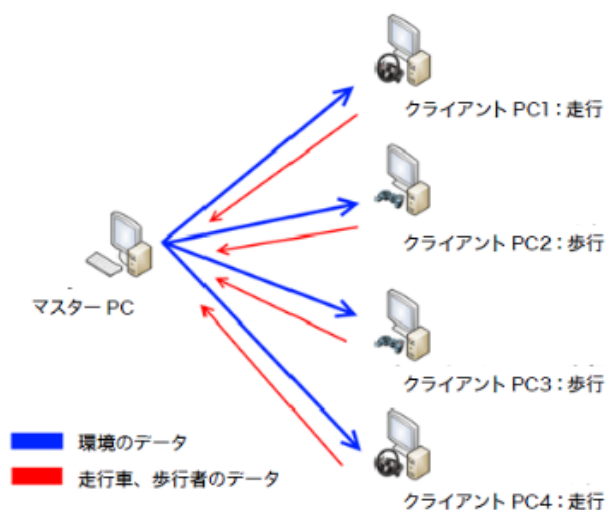 クライアント PC1：走行
クライアント PC2：歩行
マスター PC
クライアント PC3：歩行
環境のデータ
走行車、歩行者のデータ
クライアント PC4：走行